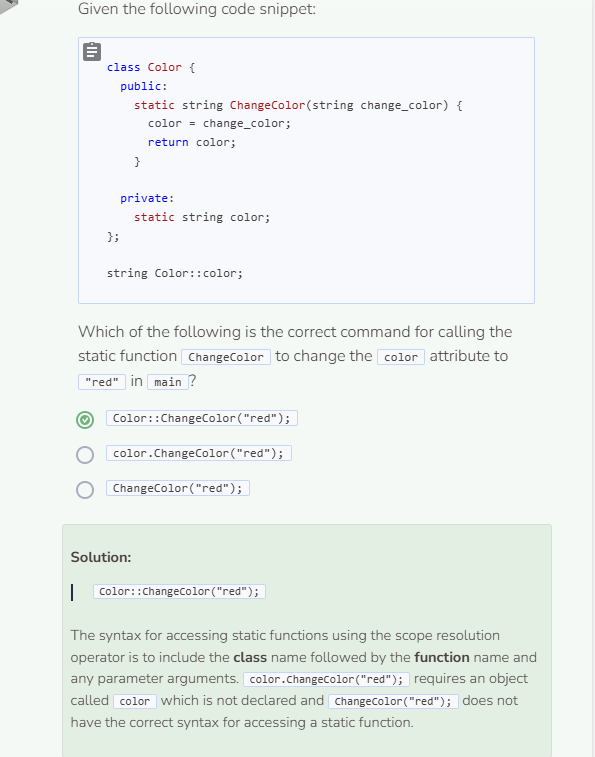 Given the following code snippet:
class Color {
public:
static string ChangeColor(string change_color) {
color = change_color;
return color;
}
private:
static string color;
};
string Color::color;
Which of the following is the correct command for calling the
static function ChangeColor to change the color attribute to
"red" in main ?
Color::ChangeColor("red");
color.ChangeColor("red");
ChangeColor("red");
Solution:
Color::ChangeColor("red");
The syntax for accessing static functions using the scope resolution
operator is to include the class name followed by the function name and
any parameter arguments. color.ChangeColor("red"); requires an object
called color which is not declared and ChangeColor("red"); does not
have the correct syntax for accessing a static function.